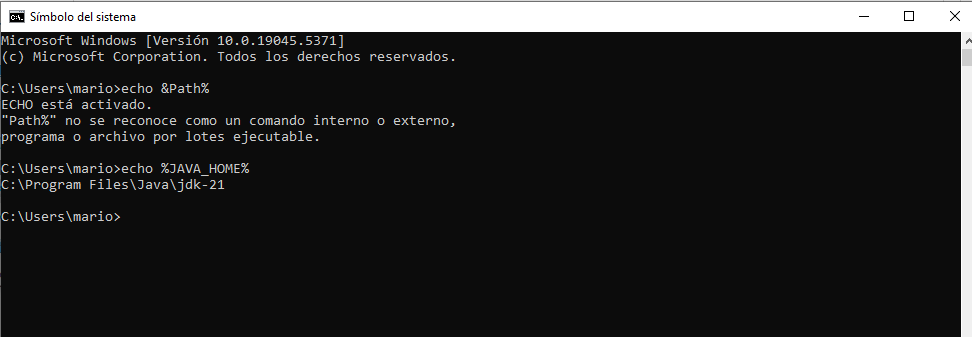 Símbolo del sistema
Microsoft Windows [Versión 10.0.19045.5371]
(c) Microsoft Corporation. Todos los derechos reservados.
C:\Users\mario>echo &Path%
ECHO está activado.
"Path%" no se reconoce como un comando interno o externo,
programa o archivo por lotes ejecutable.
C:\Users\mario>echo %JAVA_HOME%
C:\Program Files\Java\jdk-21
C:\Users\mario>